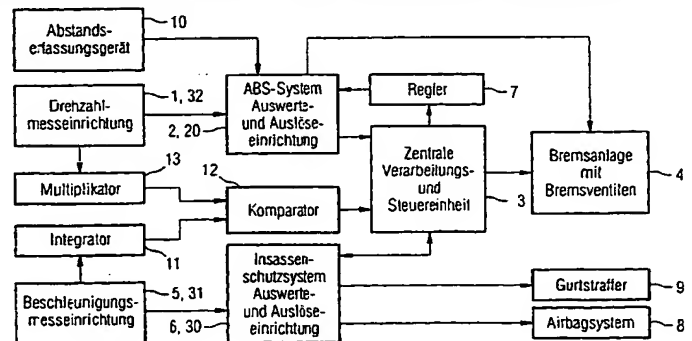 Abstands-
erfassungsgerät
10
Drehzahl-
messeinrichtung
1, 32
ABS-System
Auswerte-
und Auslöse-
einrichtung
2, 20
Regler
7
Multiplikator
13
12
Komparator
Zentrale
Verarbeitungs-
und
Steuereinheit
3
Bremsanlage
mit
Bremsventiten
4
Integrator
11
Insassen-
schutzsystem
Auswerte-
und Auslöse-
einrichtung
6, 30
Beschleunigungs-
messeinrichtung
5, 31
Gurtstraffer
9
Airbagsystem
8